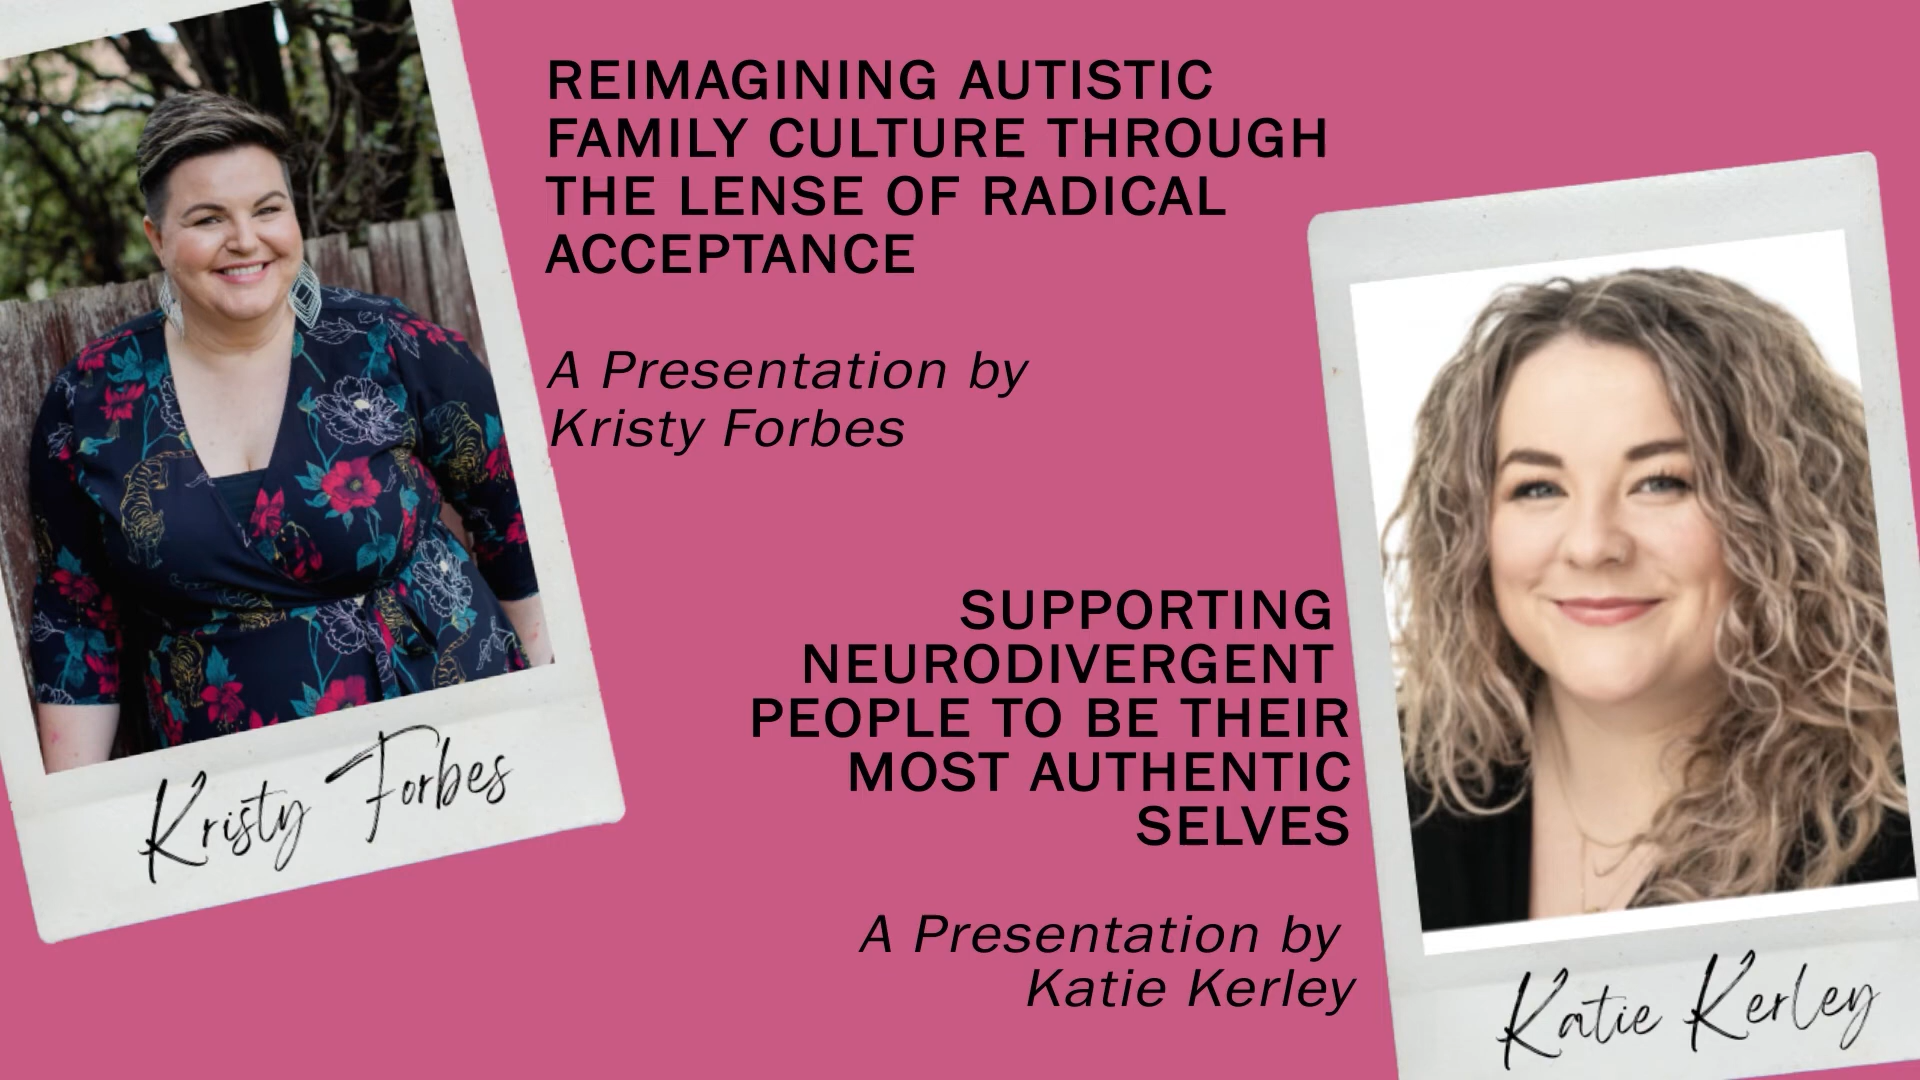 REIMAGINING AUTISTIC
FAMILY CULTURE THROUGH
THE LENSE OF RADICAL
ACCEPTANCE
A Presentation by
Kristy Forbes
Kristy Forbes
SUPPORTING
NEURODIVERGENT
PEOPLE TO BE THEIR
MOST AUTHENTIC
SELVES
A Presentation by
Katie Kerley
Katie Kerley